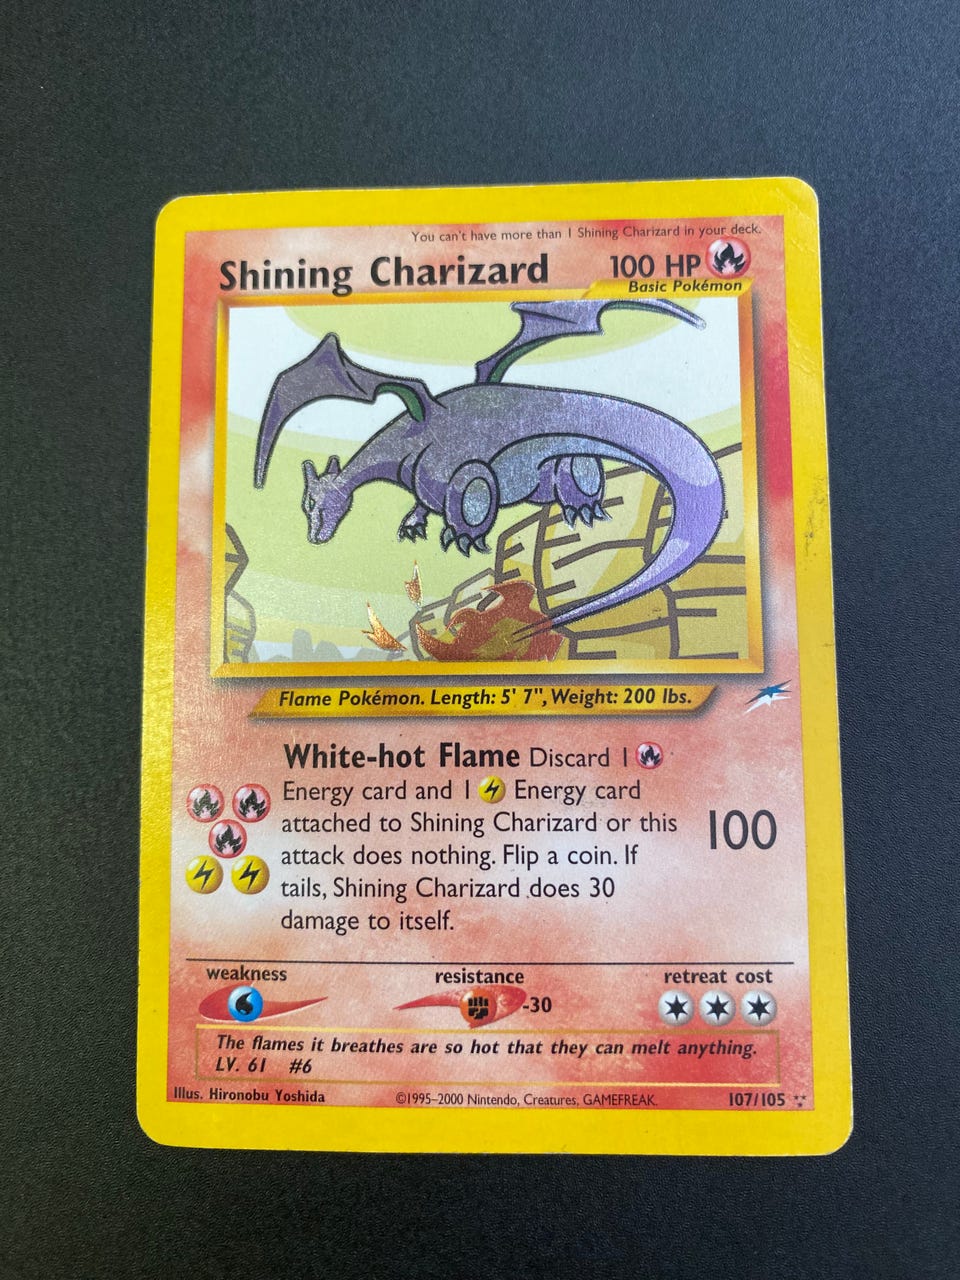 You can't have more than 1 Shining Charizard in your deck.
Shining Charizard 100 HP
Basic Pokémon
Flame Pokémon. Length: 5' 7", Weight: 200 lbs.
White-hot Flame Discard 1
Energy card and 1 Energy card
attached to Shining Charizard or this
attack does nothing. Flip a coin. If
tails, Shining Charizard does 30
damage to itself.
100
weakness resistance retreat cost
-30
The flames it breathes are so hot that they can melt anything.
LV. 61 #6
Illus. Hironobu Yoshida ©1995–2000 Nintendo, Creatures, GAMEFREAK. 107/105